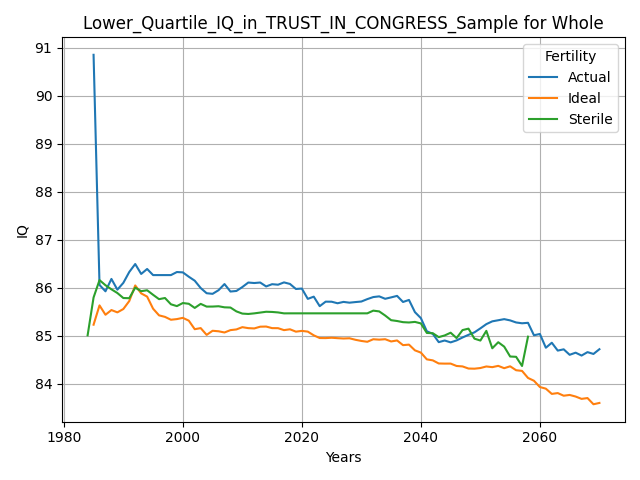 Lower_Quartile_IQ_in_TRUST_IN_CONGRESS_Sample for Whole
91
90
89
88
87
86
85
84
IQ
Fertility
Actual
Ideal
Sterile
1980
2000
2020
2040
2060
Years